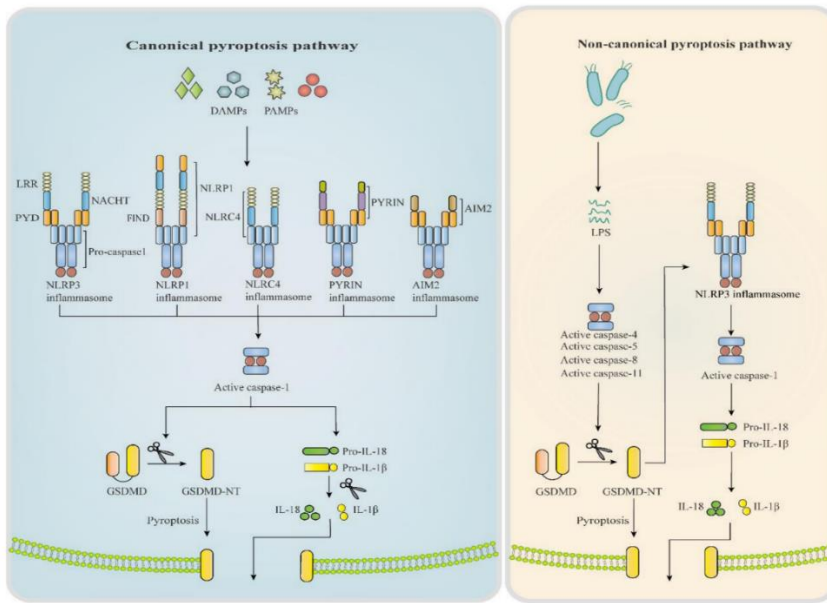 Canonical pyroptosis pathway
DAMPs
PAMPs
LRR
NACHT
PYD
Pro-caspase1
NLRP3
inflammasome
NLRP1
FIND
NLRP1
inflammasome
NLRC4
NLRC4
inflammasome
PYRIN
PYRIN
inflammasome
AIM2
AIM2
inflammasome
Active caspase-1
GSDMD
GSDMD-NT
Pyroptosis
Pro-IL-18
Pro-IL-1β
IL-18
IL-1β
Non-canonical pyroptosis pathway
LPS
Active caspase-4
Active caspase-5
Active caspase-8
Active caspase-11
GSDMD
GSDMD-NT
Pyroptosis
NLRP3 inflammasome
Active caspase-1
Pro-IL-18
Pro-IL-1β
IL-18
IL-1β